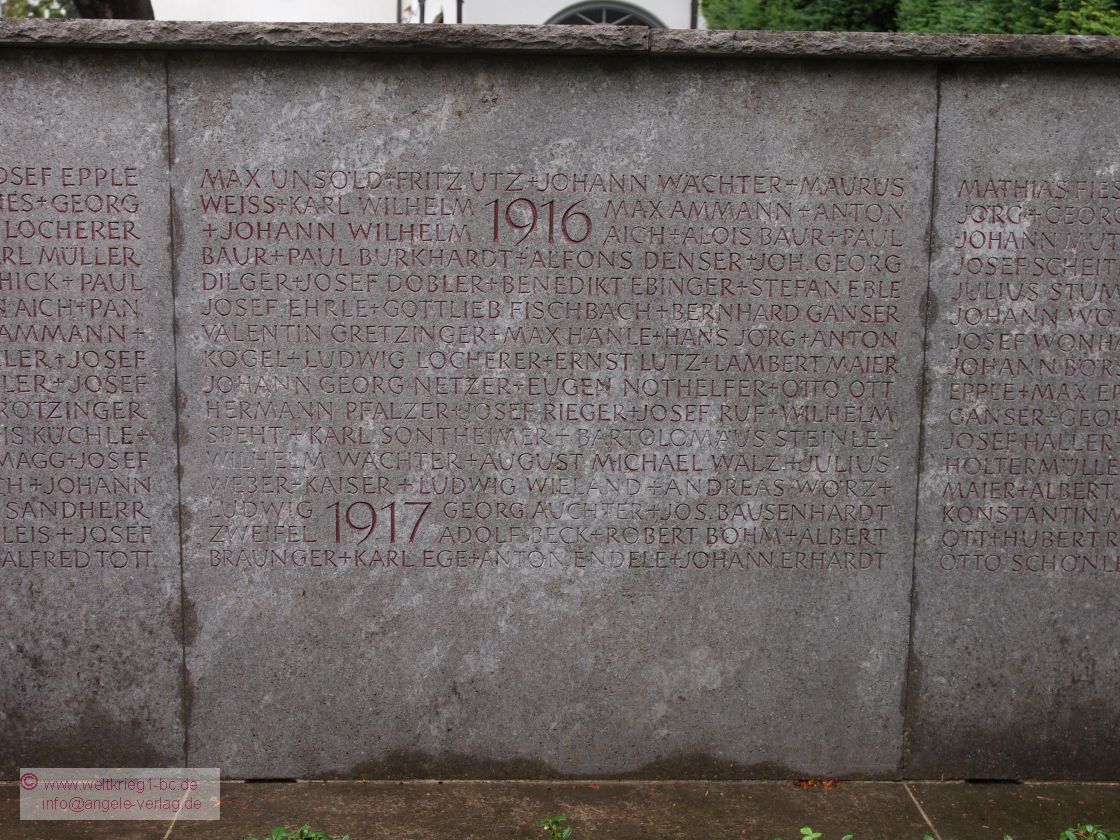 OSEF EPPLE
ES+GEORG
LOCHERER
RL MÜLLER
HICK+PAUL
AICH+PAN
AMMANN+
LER+JOSEF
LER+JOSEF
ROTZINGER
IS KÜCHLE+
MAGG+JOSEF
CH+JOHANN
SANDHERR
LEIS+JOSEF
ALFRED TOTT
MAX UNSÖLD+FRITZ UTZ+JOHANN WÄCHTER+MAURUS
WEISS+KARL WILHELM 1916 MAX AMMANN+ANTON
+JOHANN WILHELM AICH+ALOIS BAUR+PAUL
BAUR+PAUL BURKHARDT+ALFONS DENSER+JOH. GEORG
DILGER+JOSEF DOBLER+BENEDIKT EBINGER+STEFAN EBLE
JOSEF EHRLE+GOTTLIEB FISCHBACH+BERNHARD GANSER
VALENTIN GRETZINGER+MAX HÄNLE+HANS JÖRG+ANTON
KOGEL+LUDWIG LOCHERER+ERNST LUTZ+LAMBERT MAIER
JOHANN GEORG NETZER+EUGEN NOTHELFER+OTTO OTT
HERMANN PFALZER+JOSEF RIEGER+JOSEF RUF+WILHELM
SPEHT+KARL SONTHEIMER+BARTOLOMÄUS STEINLE+
WILHELM WÄCHTER+AUGUST MICHAEL WALZ+JULIUS
WEBER-KAISER+LUDWIG WIELAND+ANDREAS WÖRZ+
LUDWIG 1917 GEORG AUCHTER+JOS. BAUSENHARDT
ZWEIFEL ADOLF BECK+ROBERT BÖHM+ALBERT
BRAUNGER+KARL EGE+ANTON ENDELE+JOHANN ERHARDT
MATHIAS FIE
JÖRG+GEOR
JOHANN MUT
JOSEF SCHEIT
JULIUS STUM
JOHANN WO
JOSEF WONHA
JOHANN BÖR
EPPLE+MAX E
GANSER+GEO
JOSEF HALLER
HOLTERMÜLL
MAIER+ALBERT
KONSTANTIN
OTT+HUBERT R
OTTO SCHÖNLE
© www.weltkrieg1-bc.de
info@angele-verlag.de